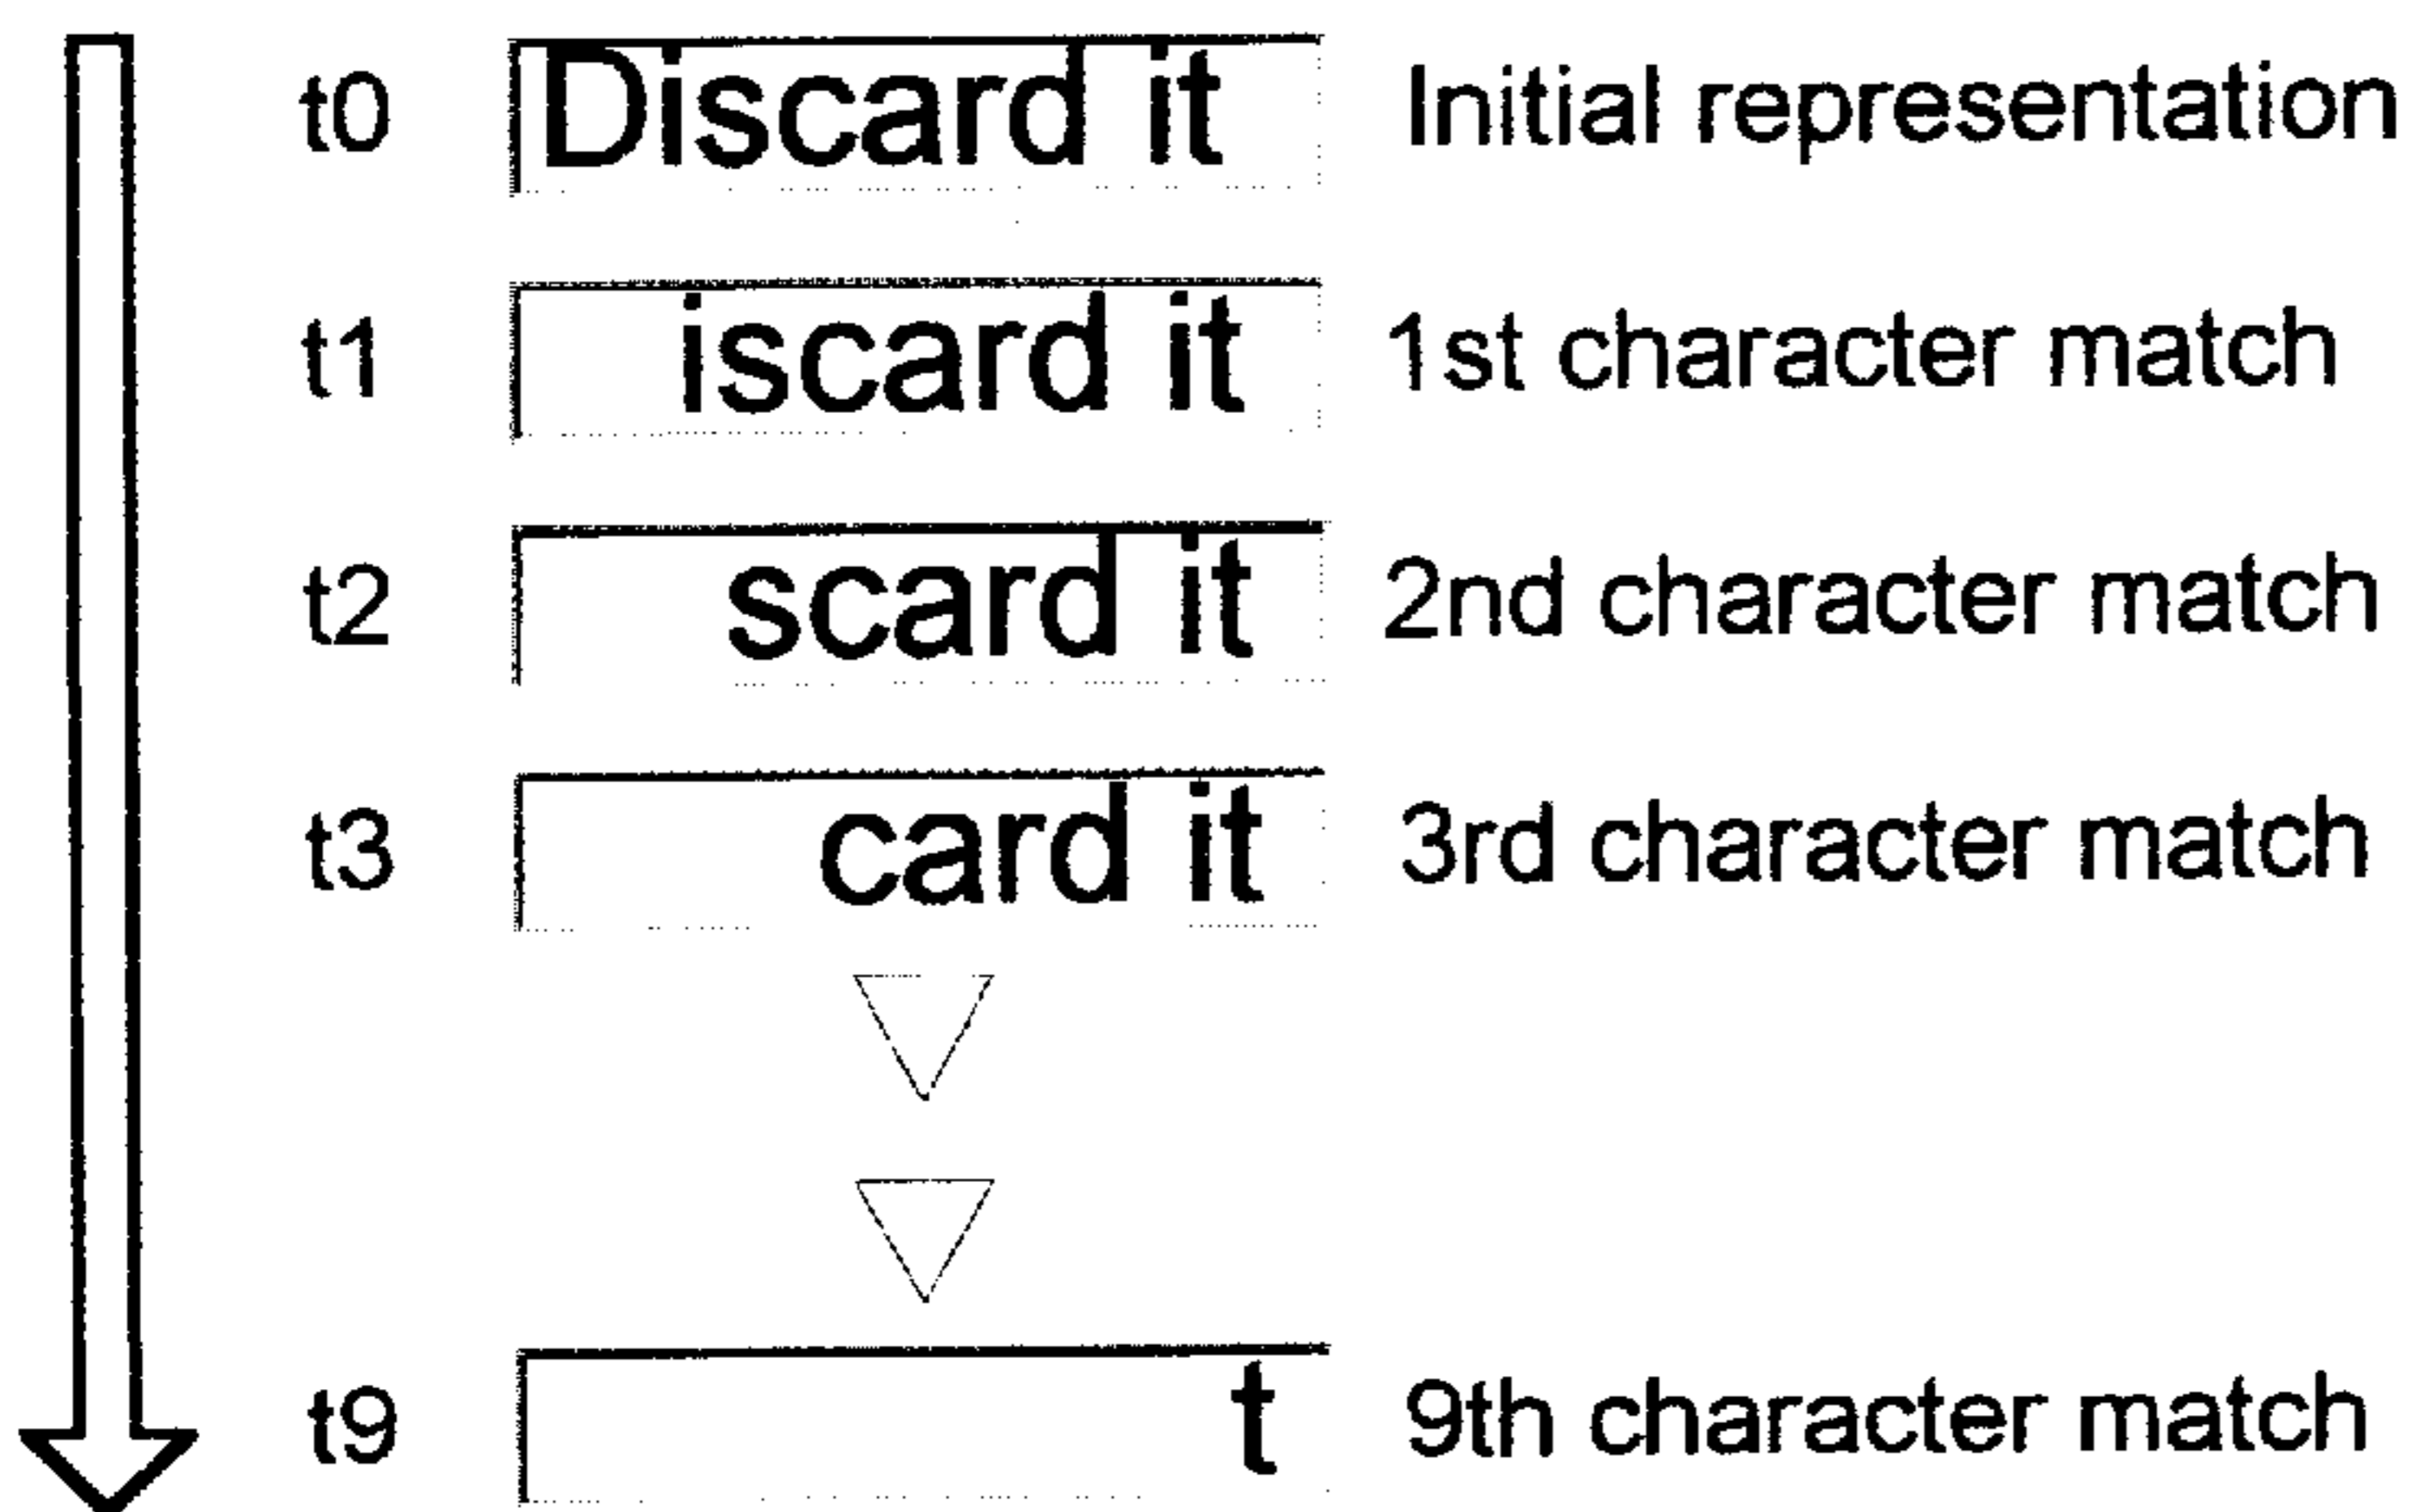 t0 Discard it Initial representation
t1 iscard it 1st character match
t2 scard it 2nd character match
t3 card it 3rd character match
t9 t 9th character match